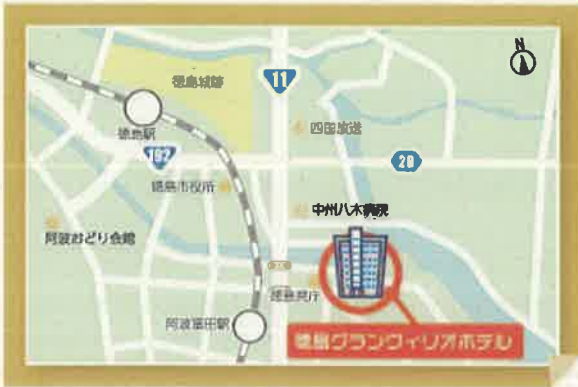 N
徳島城跡
11
徳島駅
四国放送
192
29
徳島市役所
中州八木病院
阿波おどり会館
徳島県庁
阿波富田駅
徳島グランヴィリオホテル